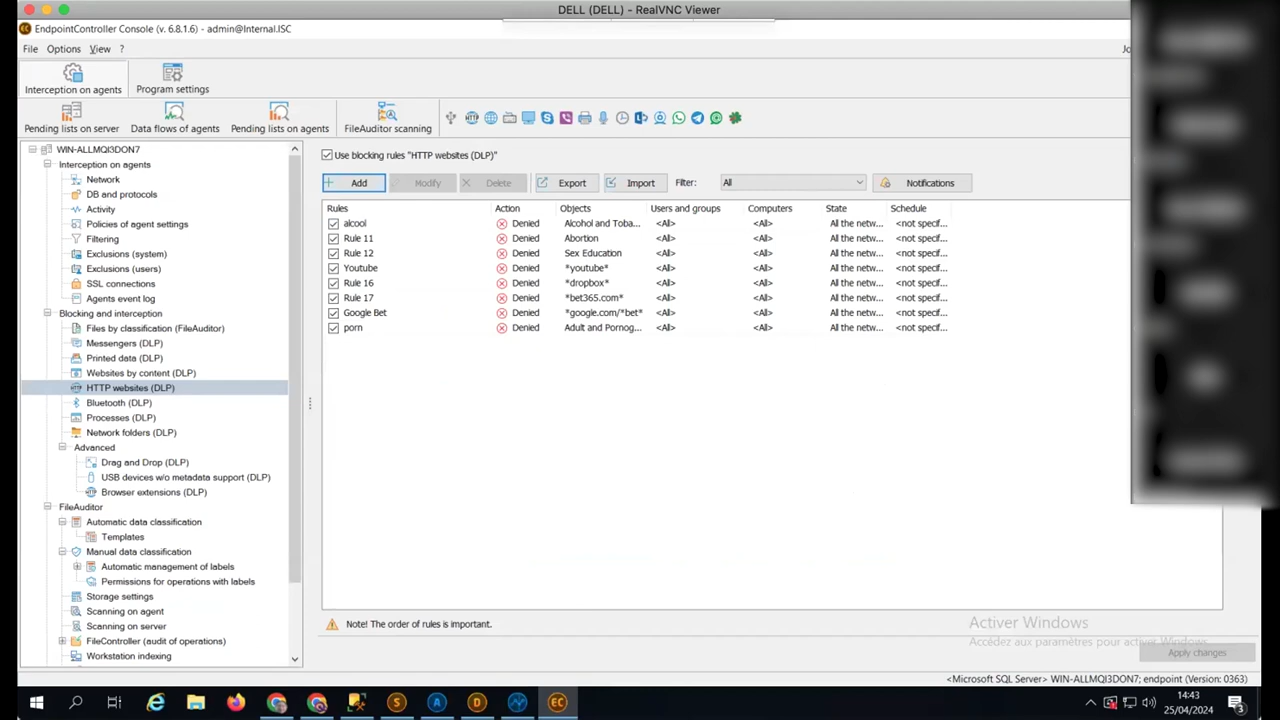 DELL (DELL) - RealVNC Viewer
EndpointController Console (v. 6.8.1.6) - admin@Internal.ISC
File Options View ?
Interception on agents Program settings
Pending lists on server Data flows of agents Pending lists on agents FileAuditor scanning
WIN-ALLMQI3DON7
Interception on agents
Network
DB and protocols
Activity
Policies of agent settings
Filtering
Exclusions (system)
Exclusions (users)
SSL connections
Agents event log
Blocking and interception
Files by classification (FileAuditor)
Messengers (DLP)
Printed data (DLP)
Websites by content (DLP)
HTTP websites (DLP)
Bluetooth (DLP)
Processes (DLP)
Network folders (DLP)
Advanced
Drag and Drop (DLP)
USB devices w/o metadata support (DLP)
Browser extensions (DLP)
FileAuditor
Automatic data classification
Templates
Manual data classification
Automatic management of labels
Permissions for operations with labels
Storage settings
Scanning on agent
Scanning on server
FileController (audit of operations)
Workstation indexing
Use blocking rules "HTTP websites (DLP)"
Add Modify Delete Export Import Filter: All Notifications
Rules Action Objects Users and groups Computers State Schedule
alcool Denied Alcohol and Toba... <All> <All> All the netw... <not specif...
Rule 11 Denied Abortion <All> <All> All the netw... <not specif...
Rule 12 Denied Sex Education <All> <All> All the netw... <not specif...
Youtube Denied *youtube* <All> <All> All the netw... <not specif...
Rule 16 Denied *dropbox* <All> <All> All the netw... <not specif...
Rule 17 Denied *bet365.com* <All> <All> All the netw... <not specif...
Google Bet Denied *google.com/*bet* <All> <All> All the netw... <not specif...
porn Denied Adult and Pornog... <All> <All> All the netw... <not specif...
Note! The order of rules is important.
Activer Windows
Accédez aux paramètres pour activer Windows.
Apply changes
<Microsoft SQL Server> WIN-ALLMQI3DON7; endpoint (Version: 0363)
14:43
25/04/2024
3